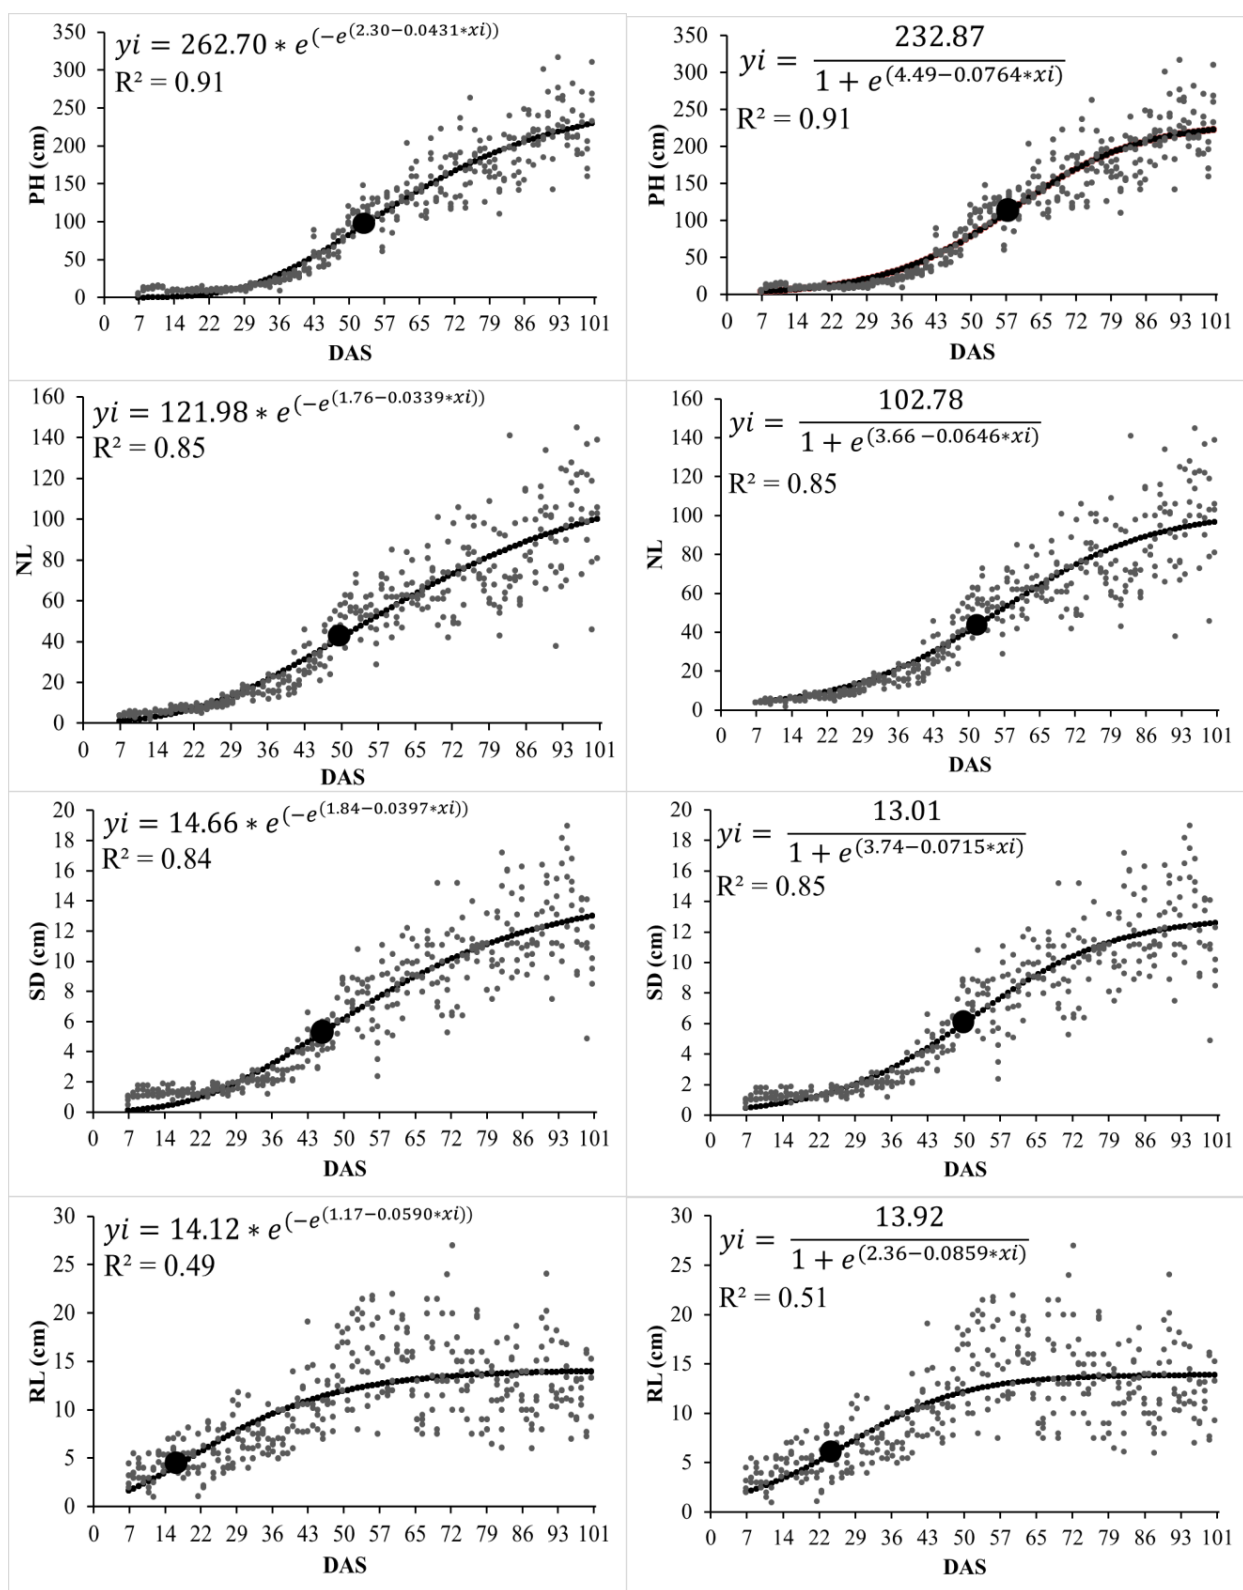 yi = 262.70 * e^(−e^(2.30−0.0431*xi))
R² = 0.91
350
300
250
200
150
100
50
0
PH (cm)
0 7 14 22 29 36 43 50 57 65 72 79 86 93 101
DAS
yi = 232.87 / (1 + e^(4.49−0.0764*xi))
R² = 0.91
350
300
250
200
150
100
50
0
PH (cm)
0 7 14 22 29 36 43 50 57 65 72 79 86 93 101
DAS
yi = 121.98 * e^(−e^(1.76−0.0339*xi))
R² = 0.85
160
140
120
100
80
60
40
20
0
NL
0 7 14 22 29 36 43 50 57 65 72 79 86 93 101
DAS
yi = 102.78 / (1 + e^(3.66 −0.0646*xi))
R² = 0.85
160
140
120
100
80
60
40
20
0
NL
0 7 14 22 29 36 43 50 57 65 72 79 86 93 101
DAS
yi = 14.66 * e^(−e^(1.84−0.0397*xi))
R² = 0.84
20
18
16
14
12
10
8
6
4
2
0
SD (cm)
0 7 14 22 29 36 43 50 57 65 72 79 86 93 101
DAS
yi = 13.01 / (1 + e^(3.74−0.0715*xi))
R² = 0.85
20
18
16
14
12
10
8
6
4
2
0
SD (cm)
0 7 14 22 29 36 43 50 57 65 72 79 86 93 101
DAS
yi = 14.12 * e^(−e^(1.17−0.0590*xi))
R² = 0.49
30
25
20
15
10
5
0
RL (cm)
0 7 14 22 29 36 43 50 57 65 72 79 86 93 101
DAS
yi = 13.92 / (1 + e^(2.36−0.0859*xi))
R² = 0.51
30
25
20
15
10
5
0
RL (cm)
0 7 14 22 29 36 43 50 57 65 72 79 86 93 101
DAS